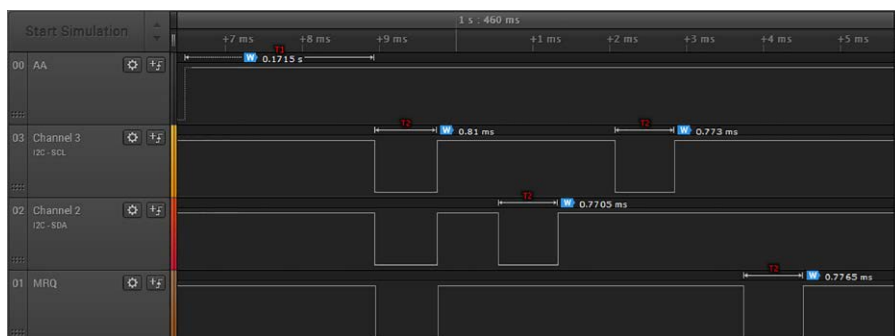 Start Simulation
1 s : 460 ms
+7 ms +8 ms +9 ms +1 ms +2 ms +3 ms +4 ms +5 ms
T1
00 AA W 0.1715 s
T2 T2
03 Channel 3 W 0.81 ms W 0.773 ms
I2C - SCL
T2
02 Channel 2 W 0.7705 ms
I2C - SDA
T2
01 MRQ W 0.7765 ms